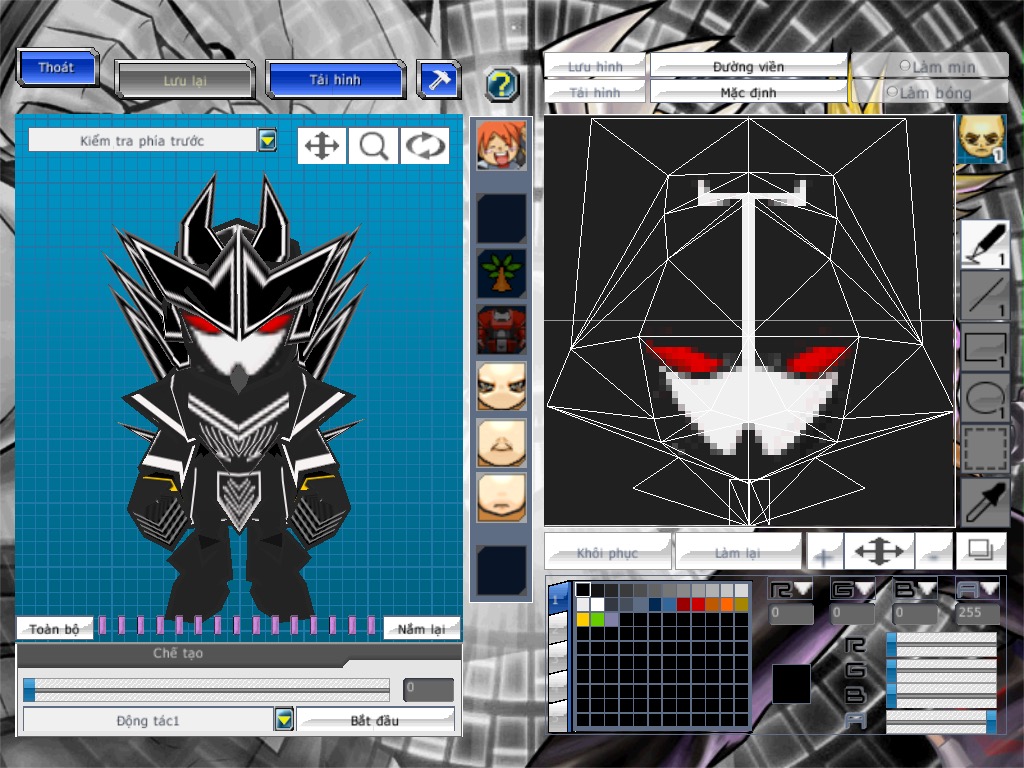 Thoát
Lưu lại
Tải hình
?
Lưu hình
Đường viền
Làm mịn
Tải hình
Mặc định
Làm bóng
Kiểm tra phía trước
1
1
1
1
1
Khôi phục
Làm lại
+
-
1
R G B A
0 0 0 255
R
G
B
A
Toàn bộ
Nắm lại
Chế tạo
0
Động tác1
Bắt đầu